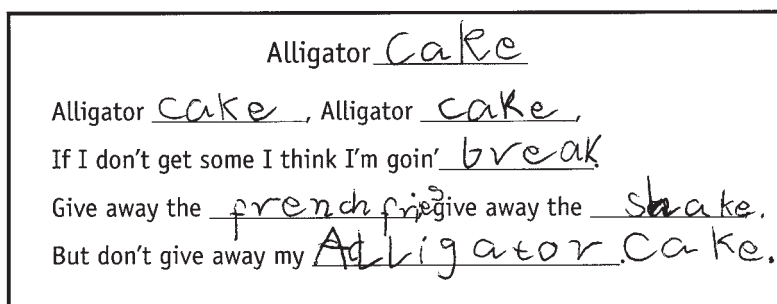 Alligator Cake
Alligator cake, Alligator cake,
If I don't get some I think I'm goin' break.
Give away the french fries give away the shake.
But don't give away my Alligator Cake.